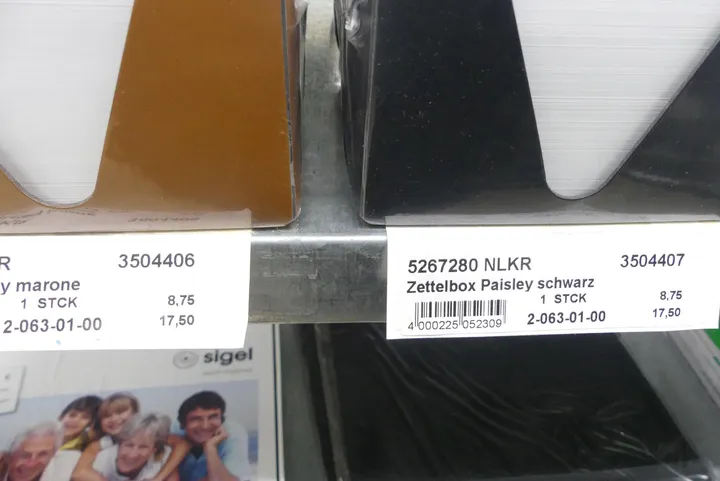 R 3504406
y marone
1 STCK 8,75
2-063-01-00 17,50
5267280 NLKR 3504407
Zettelbox Paisley schwarz
1 STCK 8,75
4 000225 052309 2-063-01-00 17,50
sigel